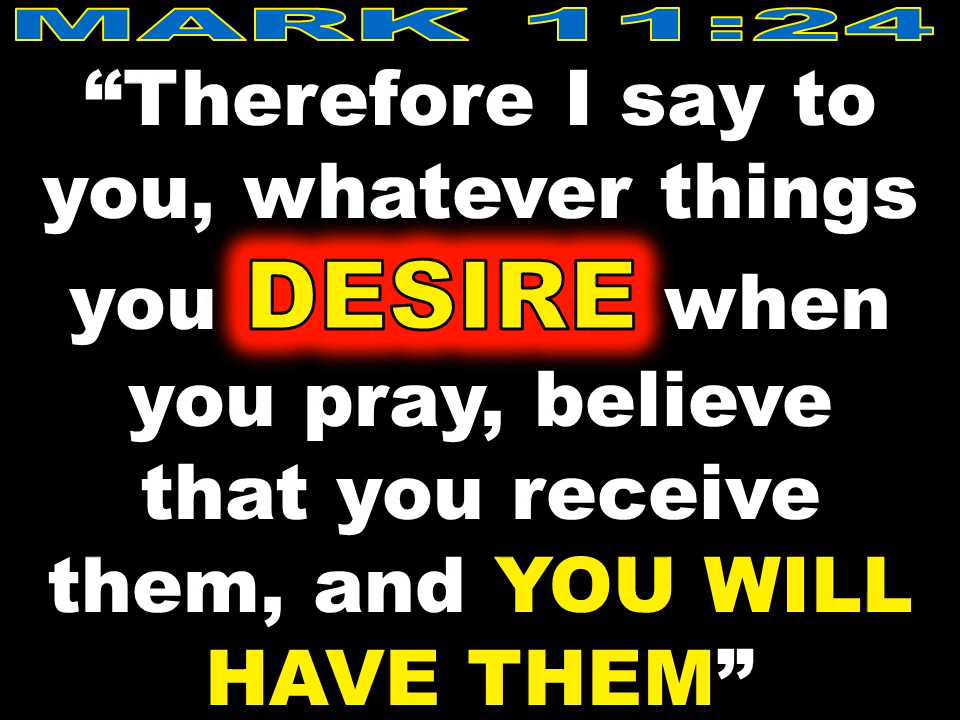 MARK 11:24
“Therefore I say to
you, whatever things
you DESIRE when
you pray, believe
that you receive
them, and YOU WILL
HAVE THEM”